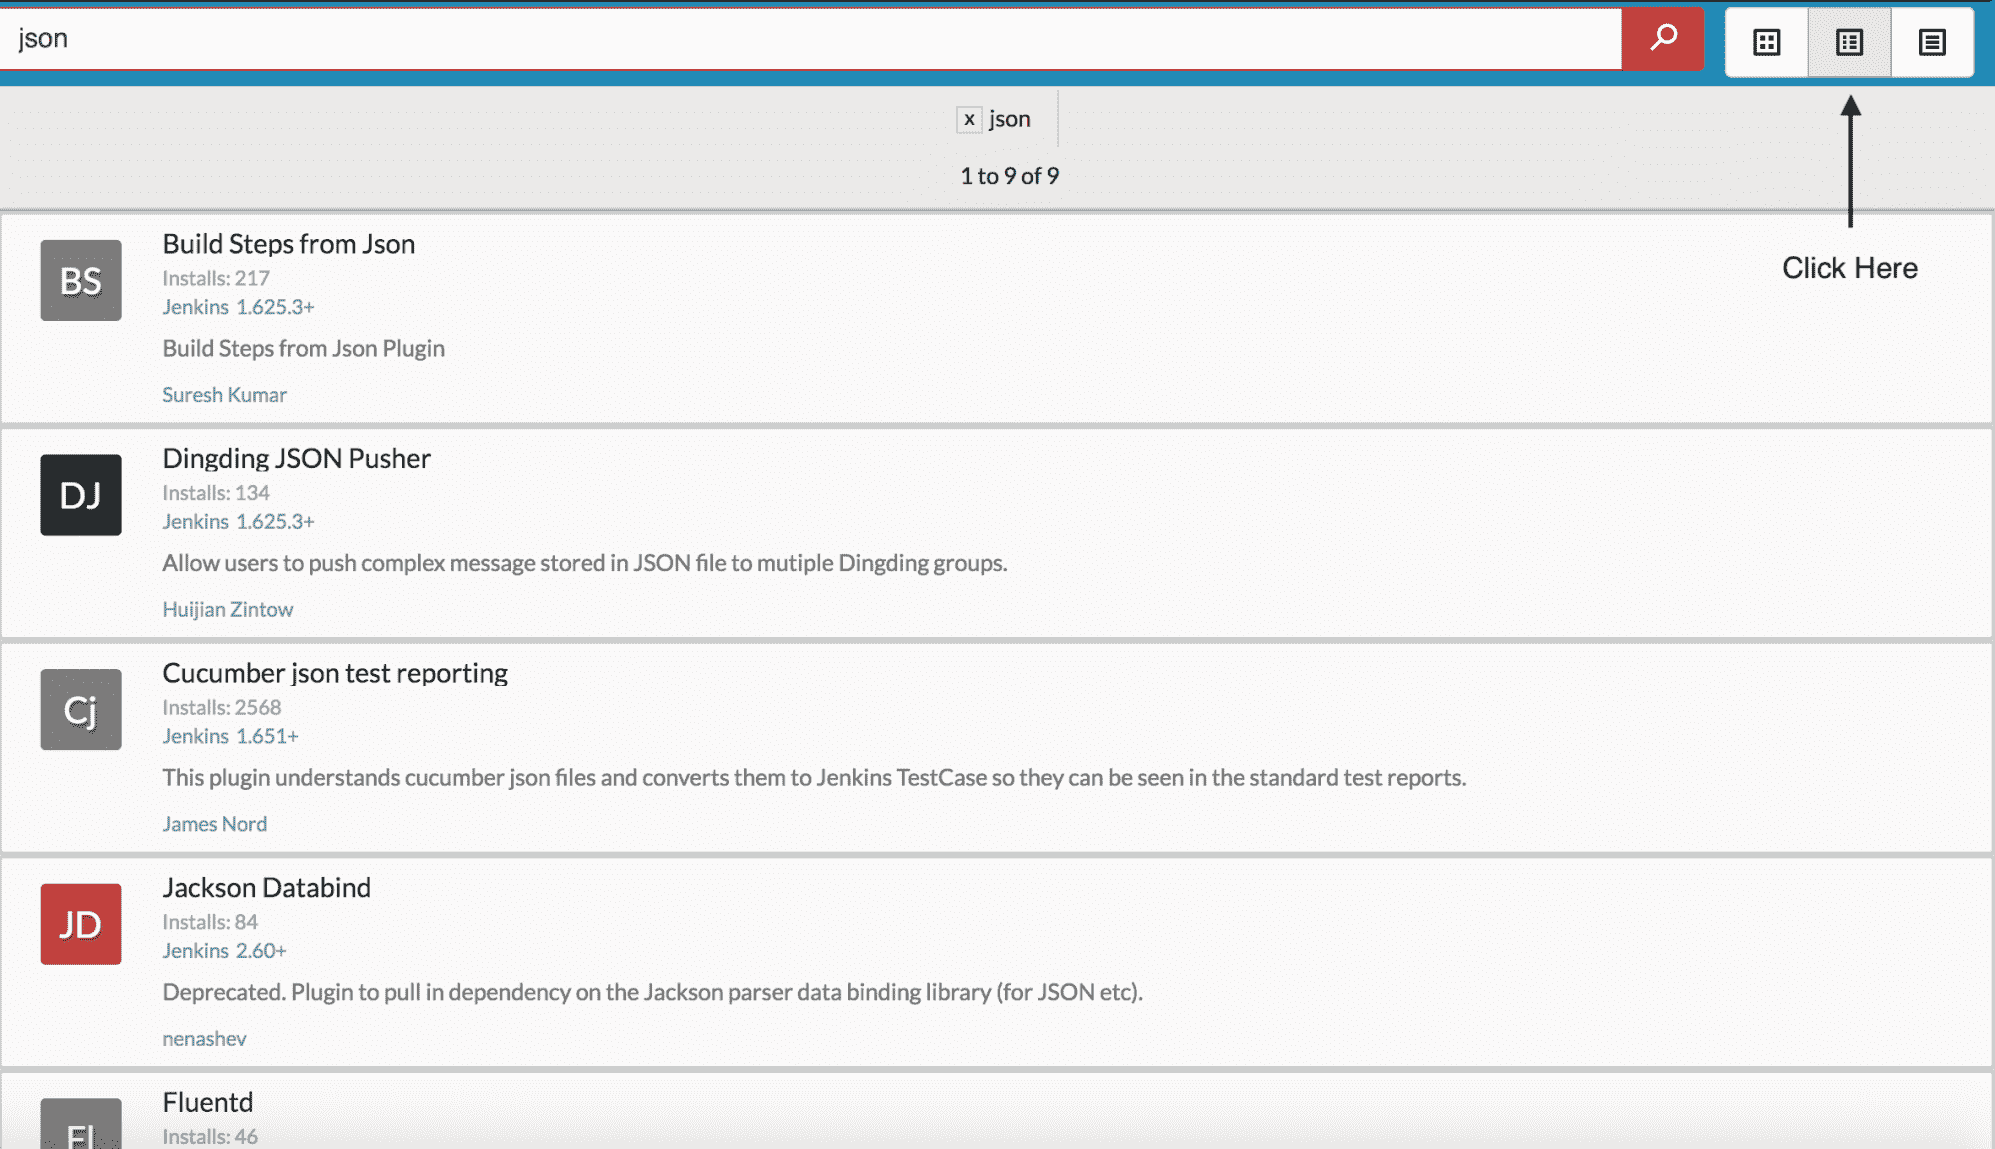 json
x json
1 to 9 of 9
Click Here
BS
Build Steps from Json
Installs: 217
Jenkins 1.625.3+
Build Steps from Json Plugin
Suresh Kumar
DJ
Dingding JSON Pusher
Installs: 134
Jenkins 1.625.3+
Allow users to push complex message stored in JSON file to mutiple Dingding groups.
Huijian Zintow
Cj
Cucumber json test reporting
Installs: 2568
Jenkins 1.651+
This plugin understands cucumber json files and converts them to Jenkins TestCase so they can be seen in the standard test reports.
James Nord
JD
Jackson Databind
Installs: 84
Jenkins 2.60+
Deprecated. Plugin to pull in dependency on the Jackson parser data binding library (for JSON etc).
nenashev
Fluentd
Installs: 46